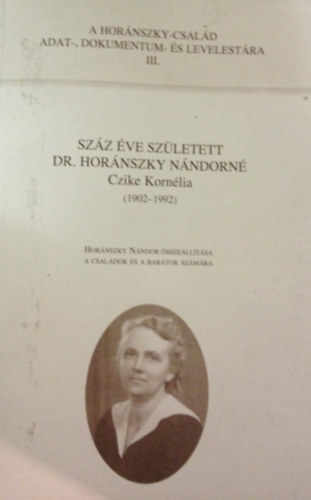 A HORÁNSZKY-CSALÁD
ADAT-, DOKUMENTUM- ÉS LEVELESTÁRA
III.
SZÁZ ÉVE SZÜLETETT
DR. HORÁNSZKY NÁNDORNÉ
Czike Kornélia
(1902–1992)
HORÁNSZKY NÁNDOR ÖSSZEÁLLÍTÁSA
A CSALÁDOK ÉS A BARÁTOK SZÁMÁRA